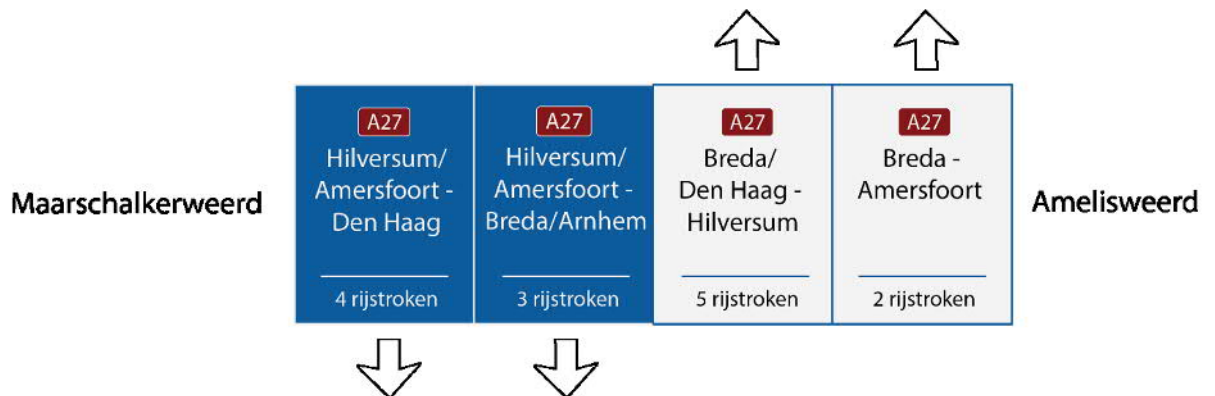 Maarschalkerweerd
A27
Hilversum/
Amersfoort -
Den Haag
4 rijstroken
A27
Hilversum/
Amersfoort -
Breda/Arnhem
3 rijstroken
A27
Breda/
Den Haag -
Hilversum
5 rijstroken
A27
Breda -
Amersfoort
2 rijstroken
Amelisweerd